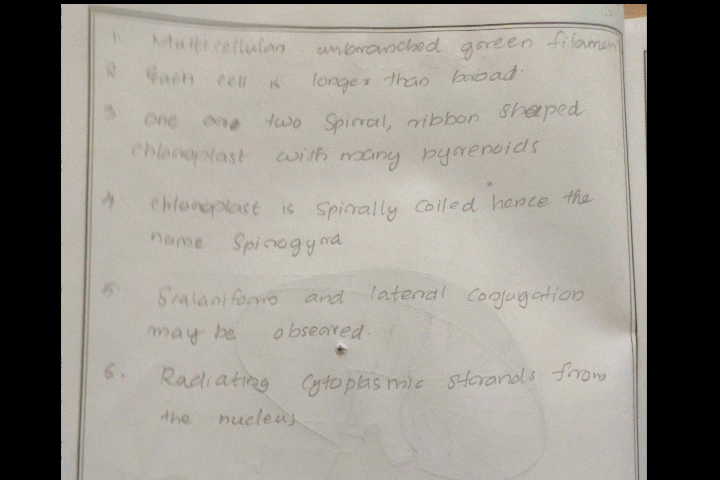 1 Multicellular unbranched green filamen
2 Each cell is longer than broad.
3 one are two Spiral, ribbon shaped
chloroplast with many pyrenoids
4 chloroplast is Spirally coiled hence the
name Spirogyra
5 Scalariform and lateral Conjugation
may be obseared.
6. Radiating Cytoplasmic strands from
the nucleus